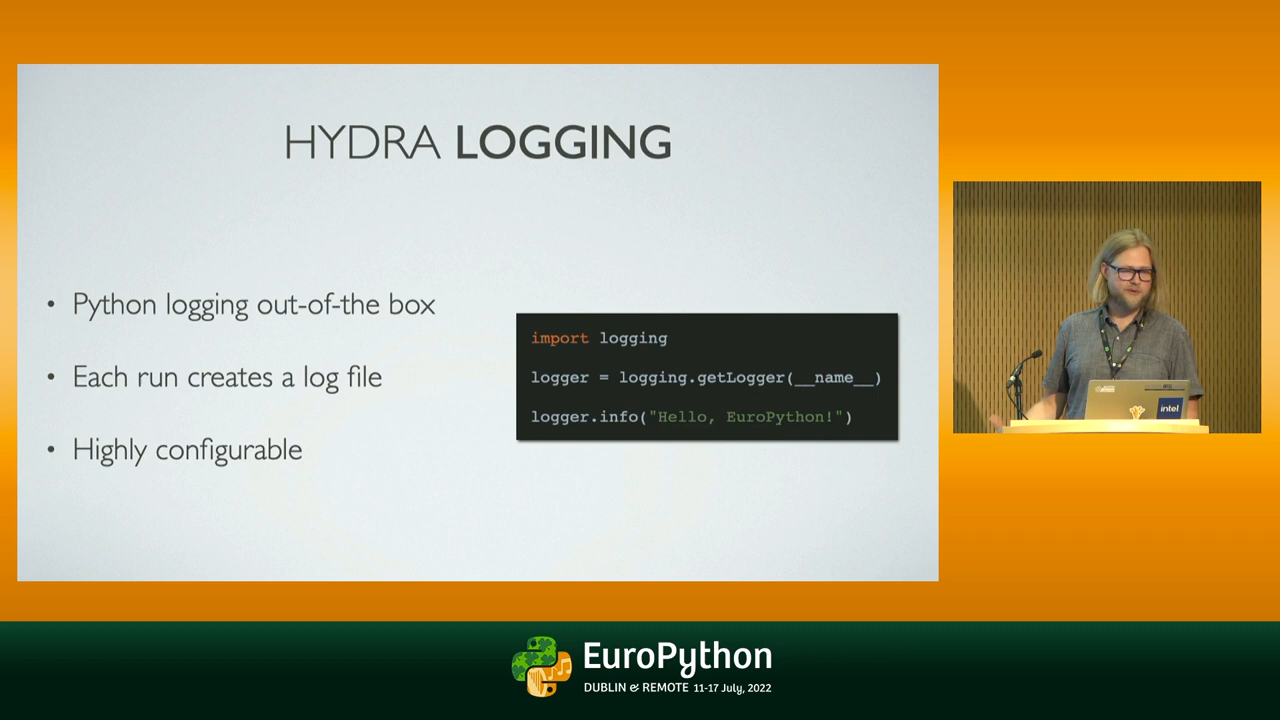 HYDRA LOGGING
• Python logging out-of-the box
• Each run creates a log file
• Highly configurable
import logging
logger = logging.getLogger(__name__)
logger.info("Hello, EuroPython!")
intel
EuroPython
DUBLIN & REMOTE 11-17 July, 2022